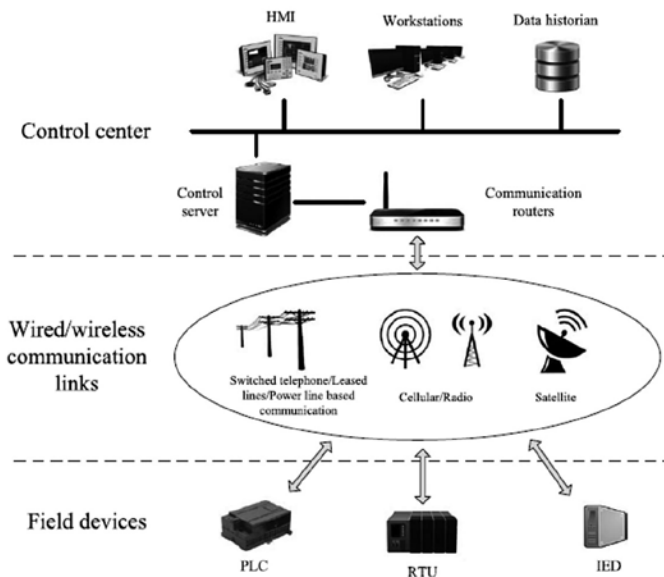 HMI
Workstations
Data historian
Control center
Control
server
Communication
routers
Wired/wireless
communication
links
Switched telephone/Leased
lines/Power line based
communication
Cellular/Radio
Satellite
Field devices
PLC
RTU
IED